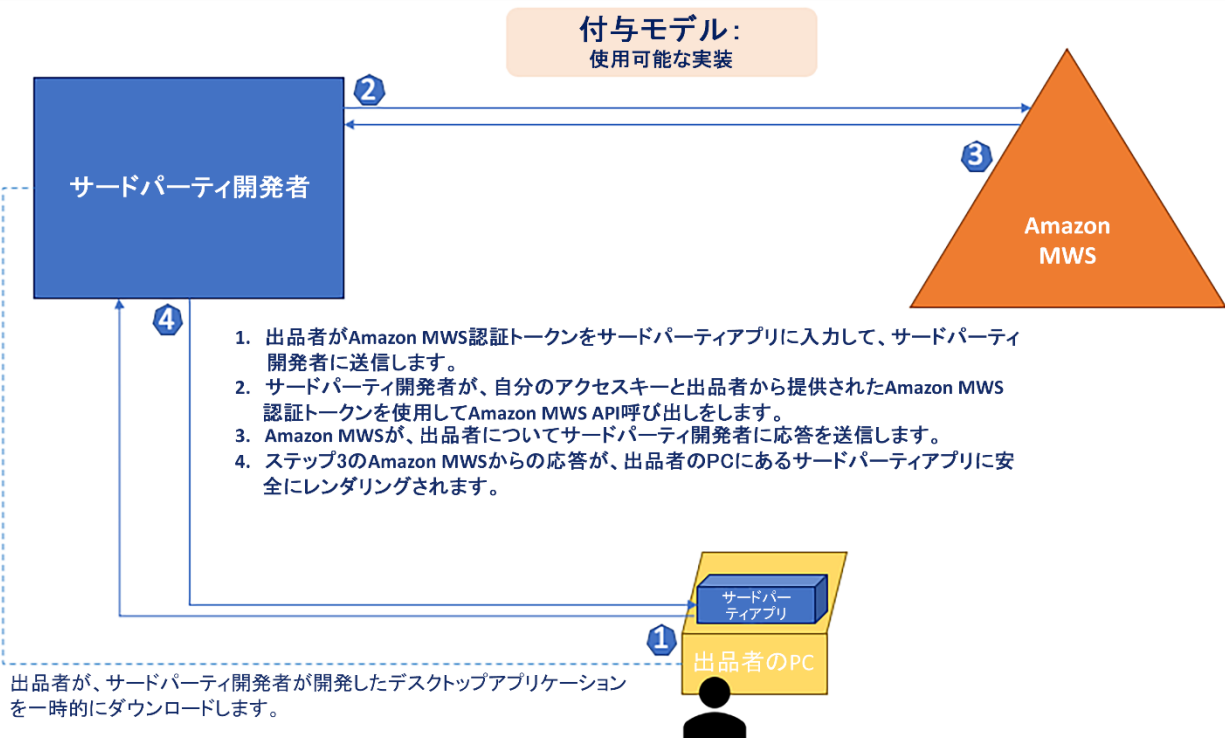 付与モデル：
使用可能な実装
2
サードパーティ開発者
3
Amazon
MWS
4
1. 出品者がAmazon MWS認証トークンをサードパーティアプリに入力して、サードパーティ
開発者に送信します。
2. サードパーティ開発者が、自分のアクセスキーと出品者から提供されたAmazon MWS
認証トークンを使用してAmazon MWS API呼び出しをします。
3. Amazon MWSが、出品者についてサードパーティ開発者に応答を送信します。
4. ステップ3のAmazon MWSからの応答が、出品者のPCにあるサードパーティアプリに安
全にレンダリングされます。
サードパー
ティアプリ
1
出品者のPC
出品者が、サードパーティ開発者が開発したデスクトップアプリケーション
を一時的にダウンロードします。